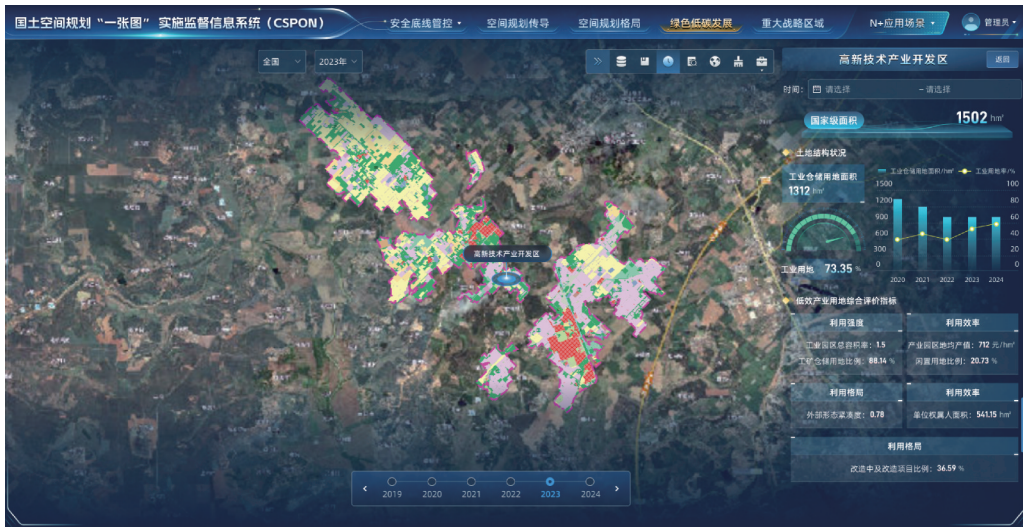 国土空间规划“一张图”实施监督信息系统（CSPON）
安全底线管控
空间规划传导
空间规划格局
绿色低碳发展
重大战略区域
N+应用场景
管理员
全国
2023年
高新技术产业开发区
返回
时间：
请选择
– 请选择
国家级面积
1502 h㎡
土地结构状况
工业仓储用地面积
1312 h㎡
工业用地 73.35 %
工业仓储用地面积/h㎡
工业用地率/%
1500
1200
900
600
300
0
100
80
60
40
20
0
2020 2021 2022 2023 2024
高新技术产业开发区
低效产业用地综合评价指标
利用强度
工业园区总容积率：1.5
工矿仓储用地比例：88.14 %
利用效率
产业园区地均产值：712 元/h㎡
闲置用地比例：20.73 %
利用格局
外部形态紧凑度：0.78
利用效率
单位权属人面积：541.15 h㎡
利用格局
改造中及改造项目比例：36.59 %
2019 2020 2021 2022 2023 2024